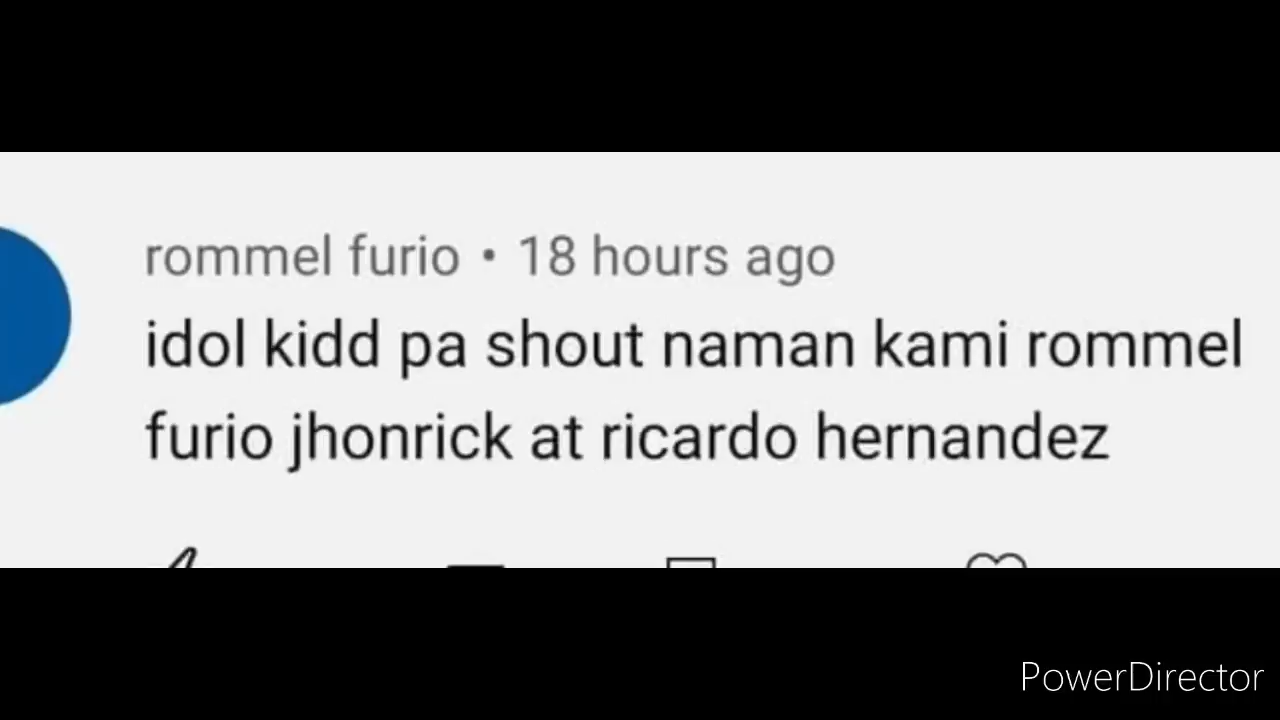 rommel furio • 18 hours ago
idol kidd pa shout naman kami rommel
furio jhonrick at ricardo hernandez
PowerDirector